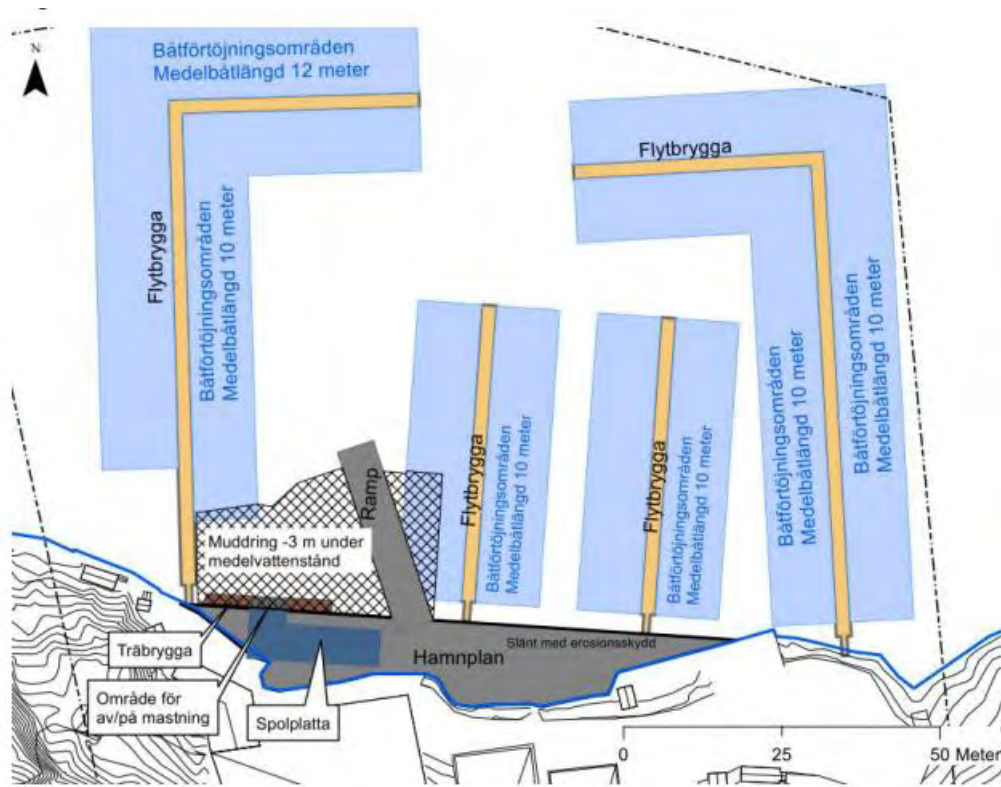 N
Båtförtöjningsområden
Medelbåtlängd 12 meter
Flytbrygga
Båtförtöjningsområden
Medelbåtlängd 10 meter
Flytbrygga
Båtförtöjningsområden
Medelbåtlängd 10 meter
Båtförtöjningsområden
Medelbåtlängd 10 meter
Flytbrygga
Båtförtöjningsområden
Medelbåtlängd 10 meter
Flytbrygga
Båtförtöjningsområden
Medelbåtlängd 10 meter
Ramp
Muddring -3 m under
medelvattenstånd
Träbrygga
Område för
av/på mastning
Spolplatta
Hamnplan
Slänt med erosionsskydd
0 25 50 Meter